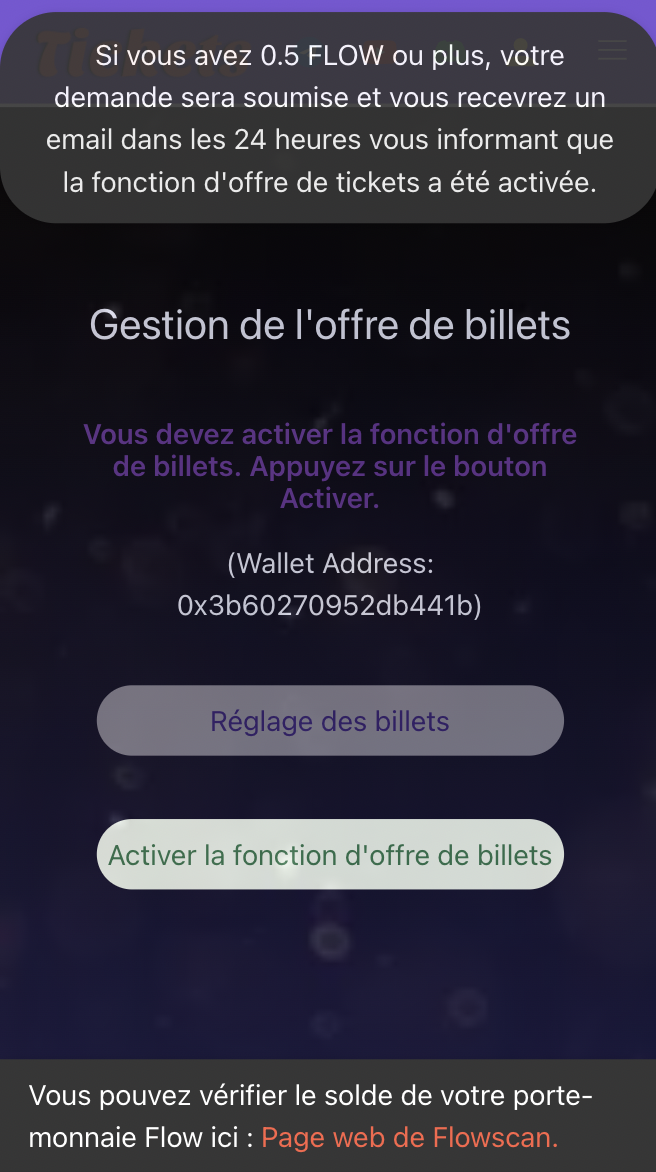 Tickets
Si vous avez 0.5 FLOW ou plus, votre
demande sera soumise et vous recevrez un
email dans les 24 heures vous informant que
la fonction d'offre de tickets a été activée.
Gestion de l'offre de billets
Vous devez activer la fonction d'offre
de billets. Appuyez sur le bouton
Activer.
(Wallet Address:
0x3b60270952db441b)
Réglage des billets
Activer la fonction d'offre de billets
Vous pouvez vérifier le solde de votre porte-
monnaie Flow ici : Page web de Flowscan.